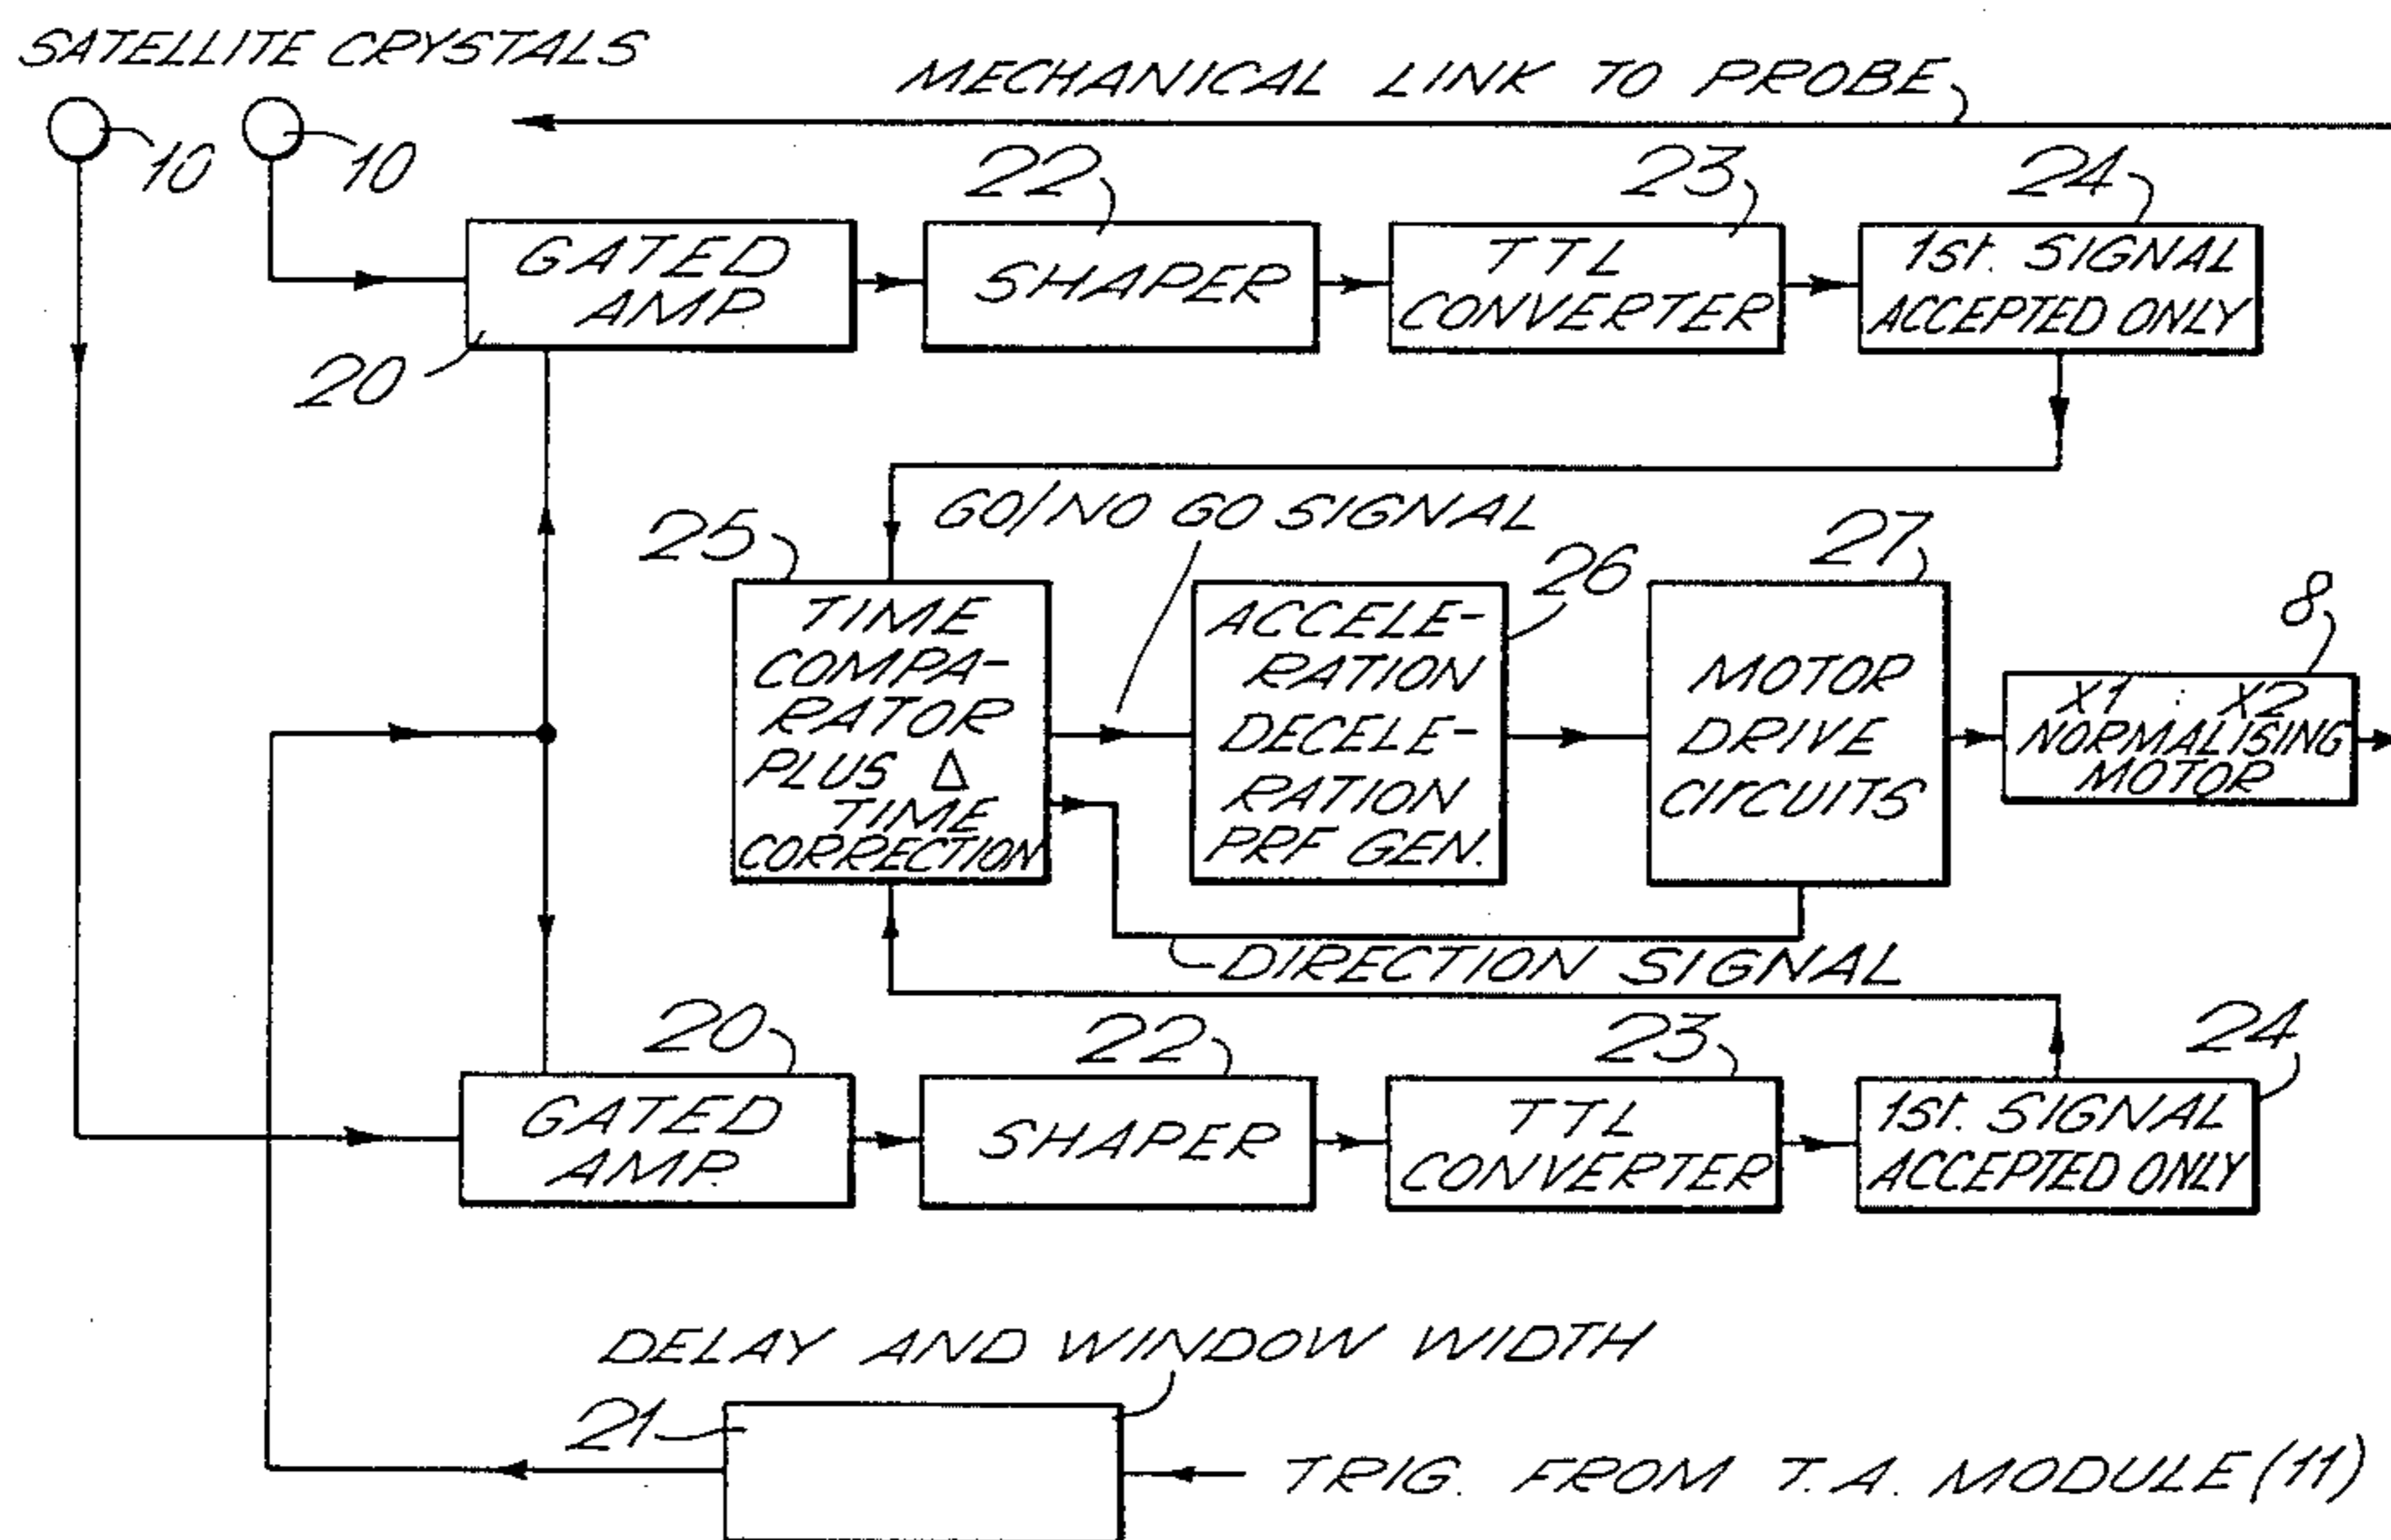 SATELLITE CRYSTALS
MECHANICAL LINK TO PROBE
10
10
22
23
24
GATED
AMP.
SHAPER
TTL
CONVERTER
1st. SIGNAL
ACCEPTED ONLY
20
GO/NO GO SIGNAL
25
26
27
8
TIME
COMPA-
RATOR
PLUS Δ
TIME
CORRECTION
ACCELE-
RATION
DECELE-
RATION
PRF GEN.
MOTOR
DRIVE
CIrCUITS
X1 : X2
NORMALISING
MOTOR
DIRECTION SIGNAL
20
22
23
24
GATED
AMP.
SHAPER
TTL
CONVERTER
1st. SIGNAL
ACCEPTED ONLY
DELAY AND WINDOW WIDTH
21
TRIG. FROM T.A. MODULE (11)